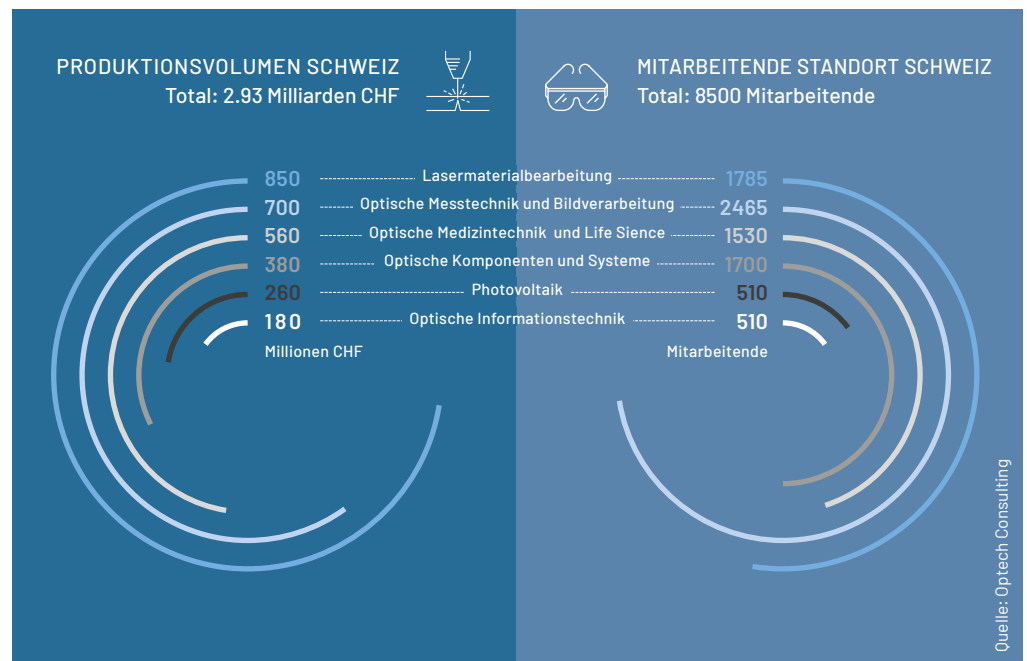 PRODUKTIONSVOLUMEN SCHWEIZ
Total: 2.93 Milliarden CHF
MITARBEITENDE STANDORT SCHWEIZ
Total: 8500 Mitarbeitende
850 Lasermaterialbearbeitung 1785
700 Optische Messtechnik und Bildverarbeitung 2465
560 Optische Medizintechnik und Life Sience 1530
380 Optische Komponenten und Systeme 1700
260 Photovoltaik 510
180 Optische Informationstechnik 510
Millionen CHF Mitarbeitende
Quelle: Optech Consulting